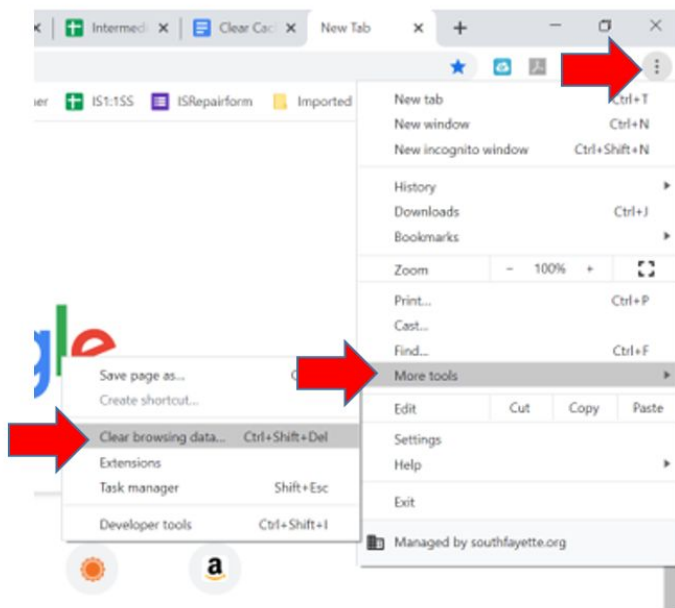 Intermed
Clear Cac
New Tab
IS1:1SS
ISRepairform
Imported
New tab Ctrl+T
New window Ctrl+N
New incognito window Ctrl+Shift+N
History
Downloads Ctrl+J
Bookmarks
Zoom - 100% +
Print... Ctrl+P
Cast...
Find... Ctrl+F
More tools
Edit Cut Copy Paste
Settings
Help
Exit
Managed by southfayette.org
gle
Save page as...
Create shortcut...
Clear browsing data... Ctrl+Shift+Del
Extensions
Task manager Shift+Esc
Developer tools Ctrl+Shift+I
a